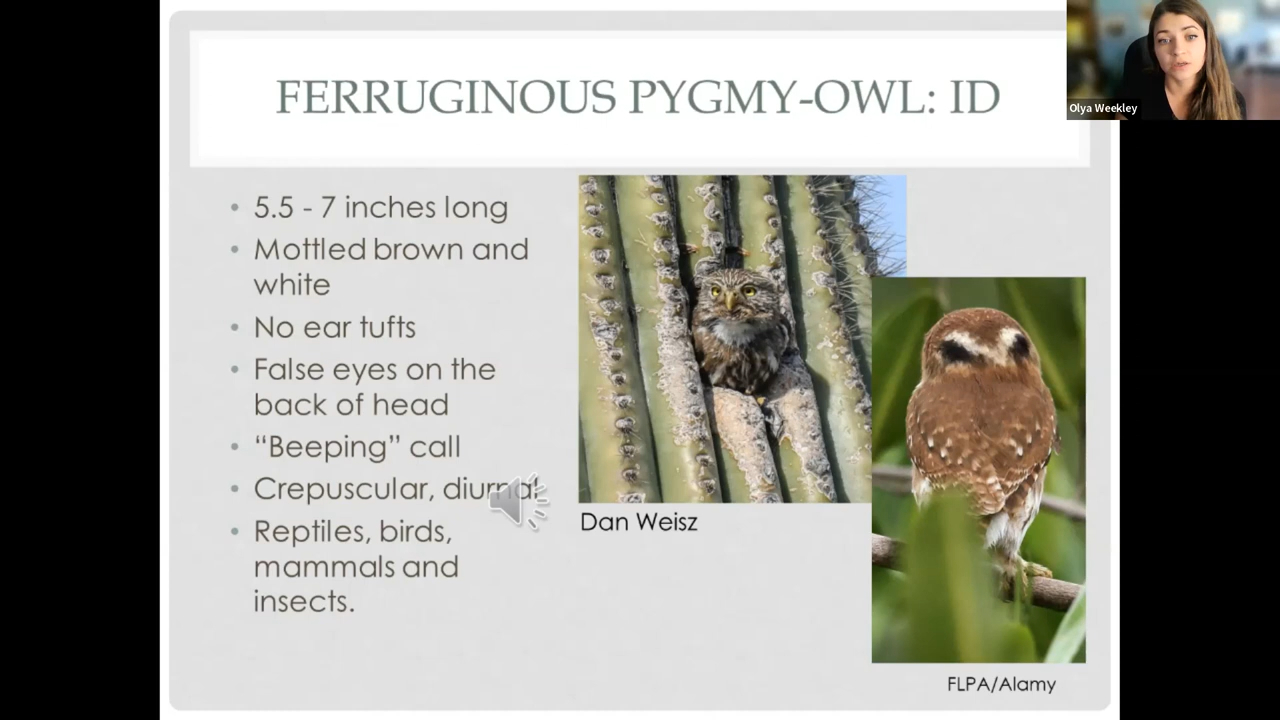 FERRUGINOUS PYGMY-OWL: ID
Olya Weekley
• 5.5 - 7 inches long
• Mottled brown and
white
• No ear tufts
• False eyes on the
back of head
• “Beeping” call
• Crepuscular, diurnal
• Reptiles, birds,
mammals and
insects.
Dan Weisz
FLPA/Alamy